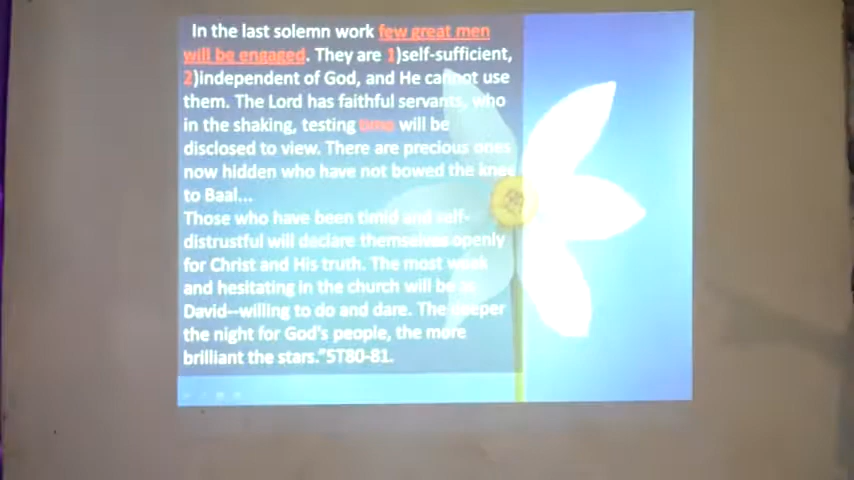 In the last solemn work few great men
will be engaged. They are 1)self-sufficient,
2)independent of God, and He cannot use
them. The Lord has faithful servants, who
in the shaking, testing time will be
disclosed to view. There are precious ones
now hidden who have not bowed the knee
to Baal...
Those who have been timid and self-
distrustful will declare themselves openly
for Christ and His truth. The most weak
and hesitating in the church will be as
David--willing to do and dare. The deeper
the night for God's people, the more
brilliant the stars."5T80-81.